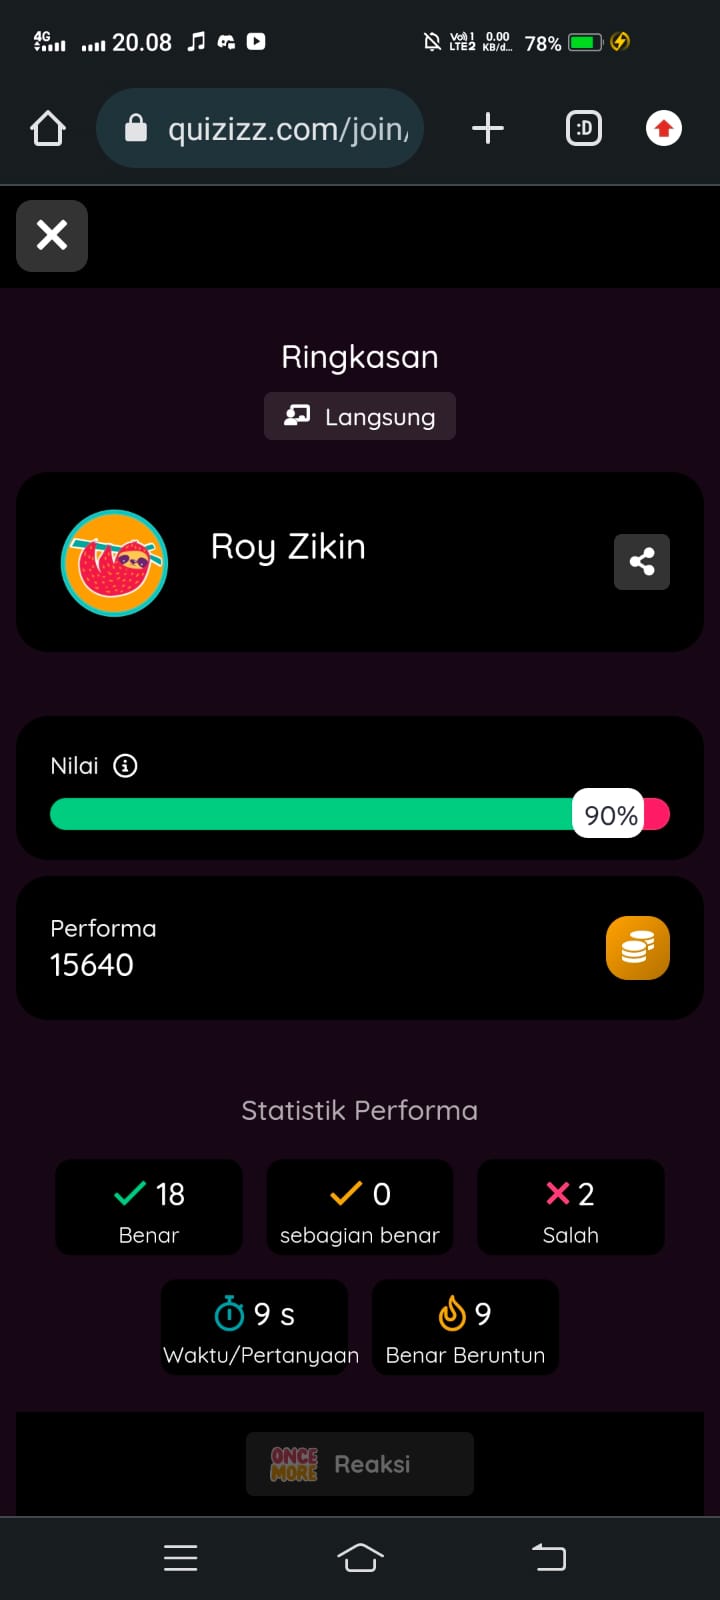 4G 20.08 Vo) 1 LTE2 0.00 KB/d... 78%
quizizz.com/join/ :D
Ringkasan
Langsung
Roy Zikin
Nilai
90%
Performa
15640
Statistik Performa
18 0 2
Benar sebagian benar Salah
9 s 9
Waktu/Pertanyaan Benar Beruntun
ONCE MORE Reaksi